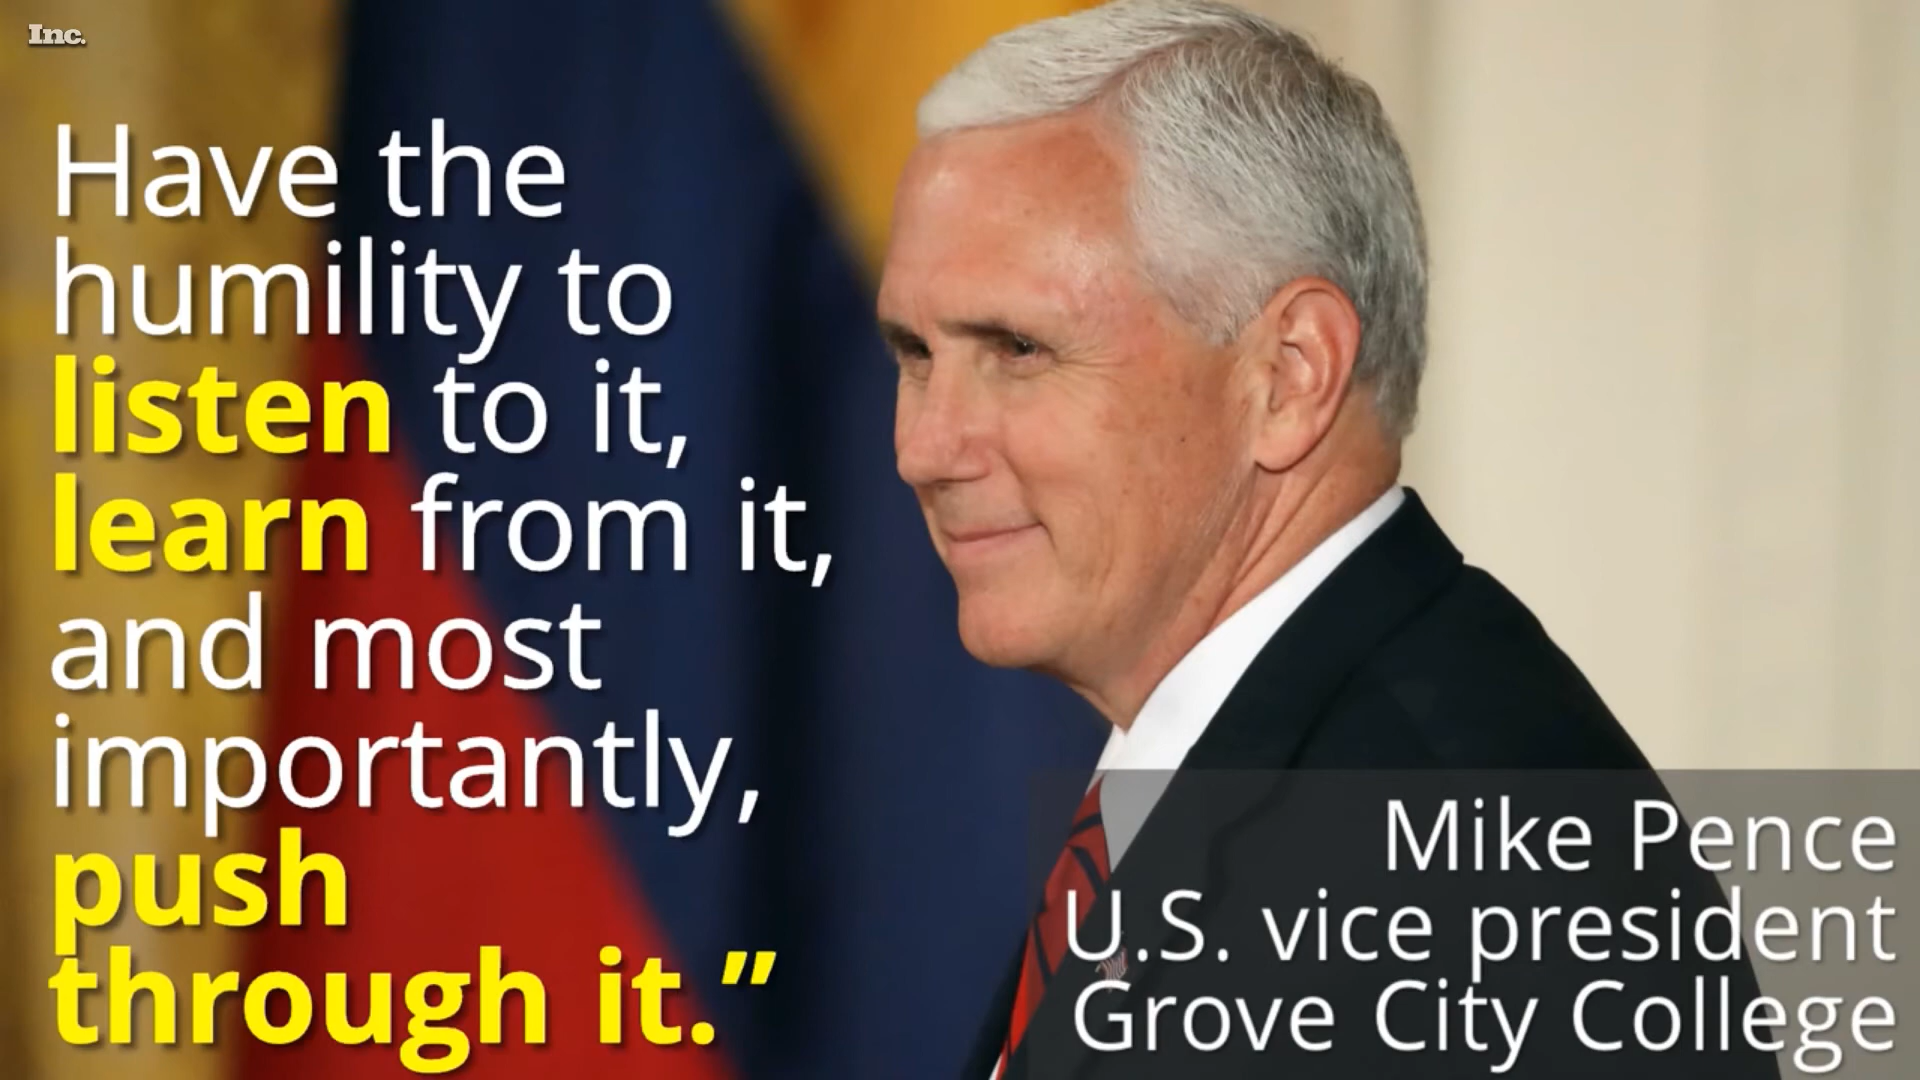 Inc.
Have the
humility to
listen to it,
learn from it,
and most
importantly,
push
through it.”
Mike Pence
U.S. vice president
Grove City College